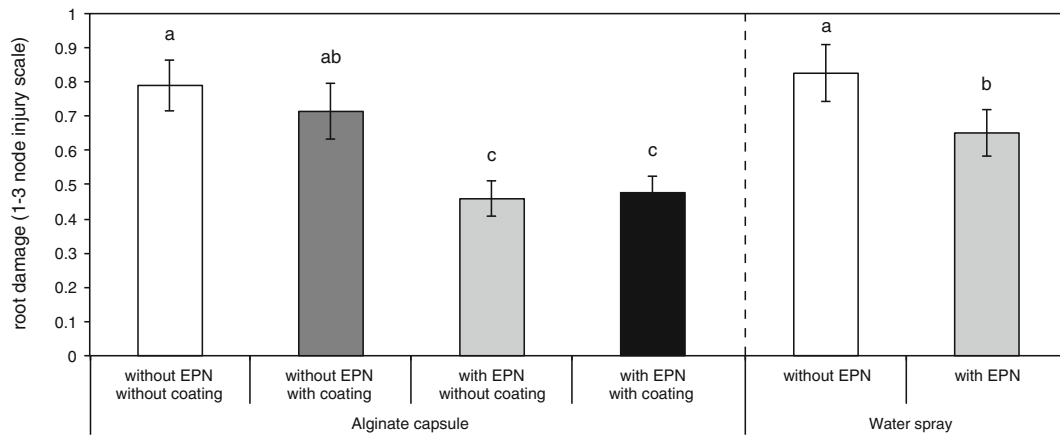 root damage (1-3 node injury scale)
1
0.9
0.8
0.7
0.6
0.5
0.4
0.3
0.2
0.1
0
a
ab
c
c
a
b
without EPN
without coating
without EPN
with coating
with EPN
without coating
with EPN
with coating
without EPN
with EPN
Alginate capsule
Water spray